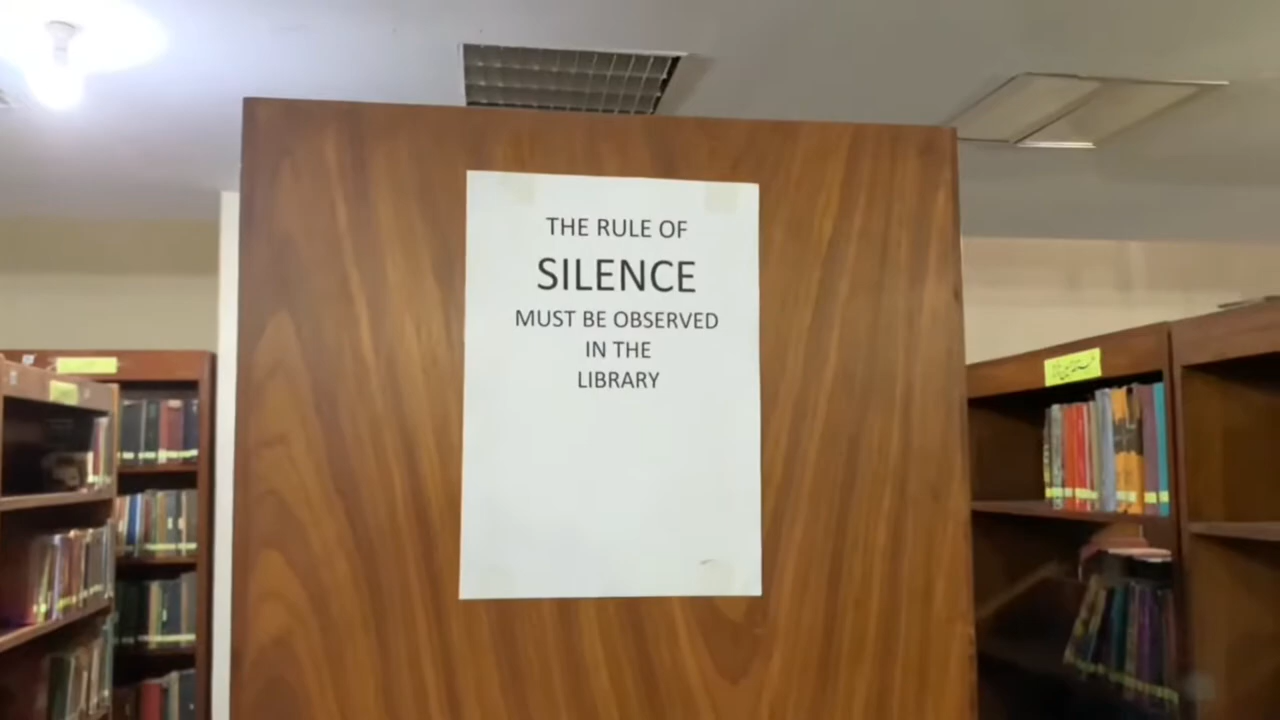 THE RULE OF
SILENCE
MUST BE OBSERVED
IN THE
LIBRARY